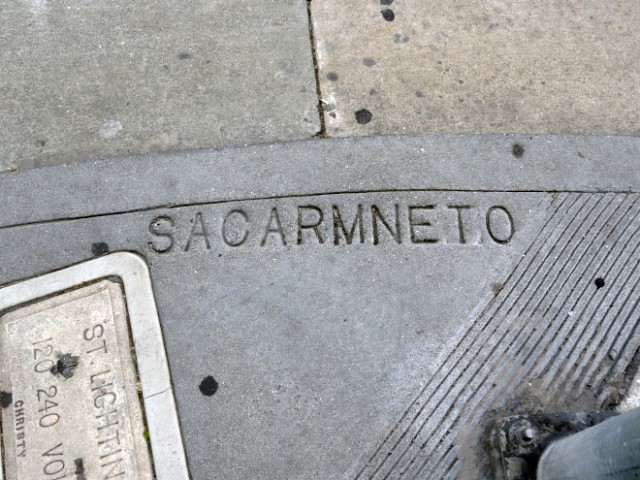 SACARMNETO
ST. LIGHTIN
120 240 VO
CHRISTY